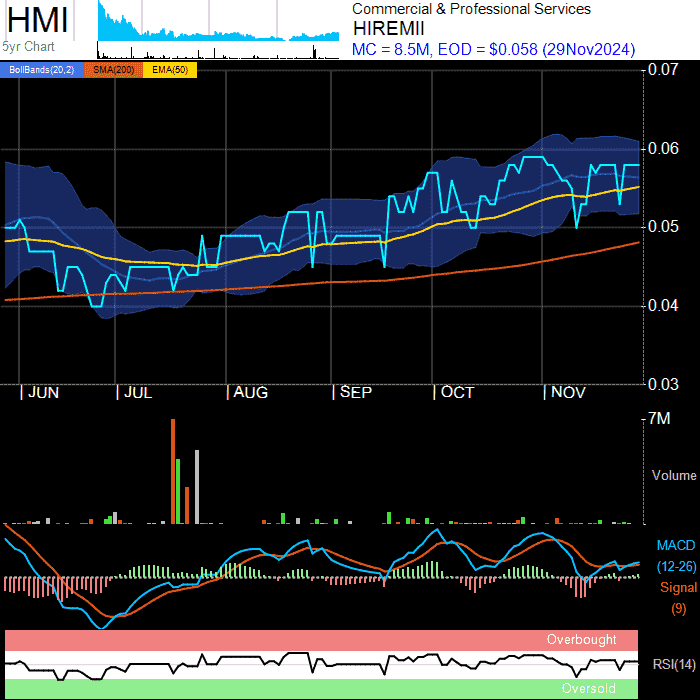 HMI
5yr Chart
Commercial & Professional Services
HIREMII
MC = 8.5M, EOD = $0.058 (29Nov2024)
BollBands(20,2) SMA(200) EMA(50)
0.07
0.06
0.05
0.04
0.03
JUN JUL AUG SEP OCT NOV
7M
Volume
MACD
(12-26)
Signal
(9)
Overbought
RSI(14)
Oversold